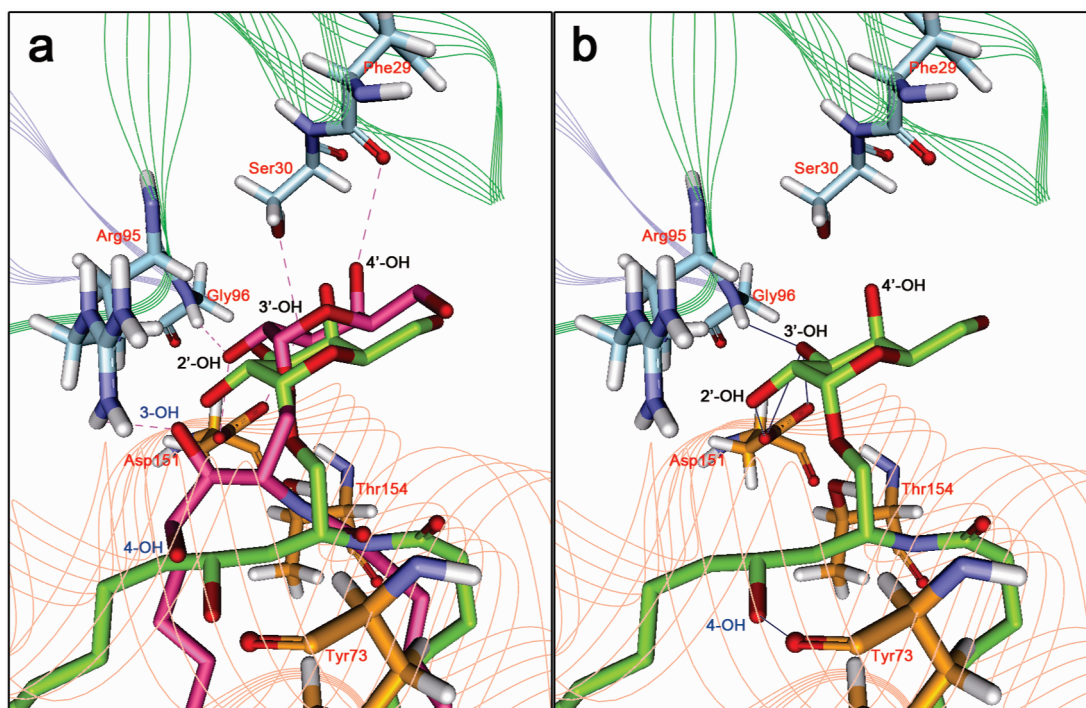 a
Phe29
Ser30
Arg95
4'-OH
Gly96
3'-OH
2'-OH
3-OH
Asp151
Thr154
4-OH
Tyr73
b
Phe29
Ser30
Arg95
Gly96
4'-OH
3'-OH
2'-OH
Asp151
Thr154
4-OH
Tyr73